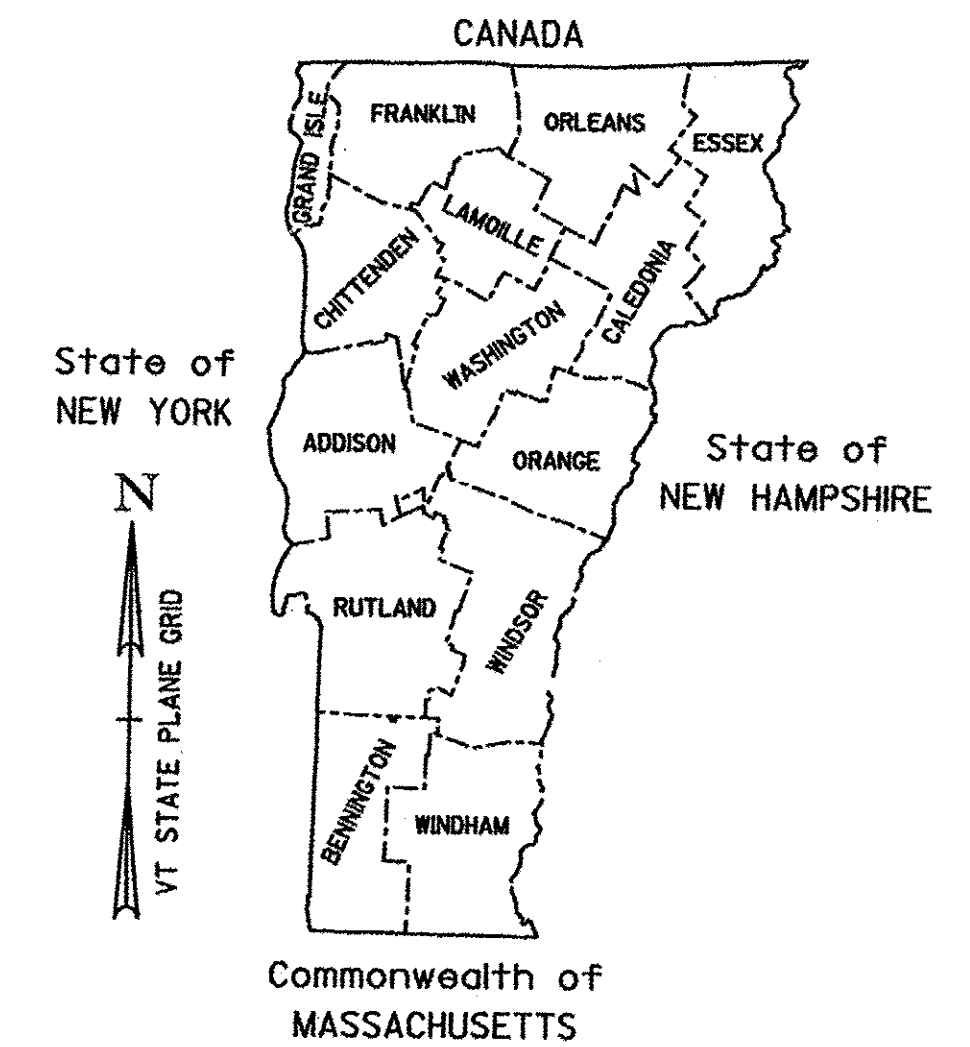 CANADA
GRAND ISLE
FRANKLIN
ORLEANS
ESSEX
LAMOILLE
CHITTENDEN
CALEDONIA
WASHINGTON
State of
NEW YORK
ADDISON
ORANGE
State of
NEW HAMPSHIRE
N
VT STATE PLANE GRID
RUTLAND
WINDSOR
BENNINGTON
WINDHAM
Commonwealth of
MASSACHUSETTS